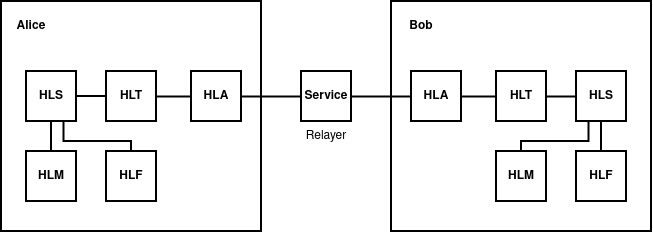 Alice
Bob
HLS
HLT
HLA
Service
HLA
HLT
HLS
Relayer
HLM
HLF
HLM
HLF